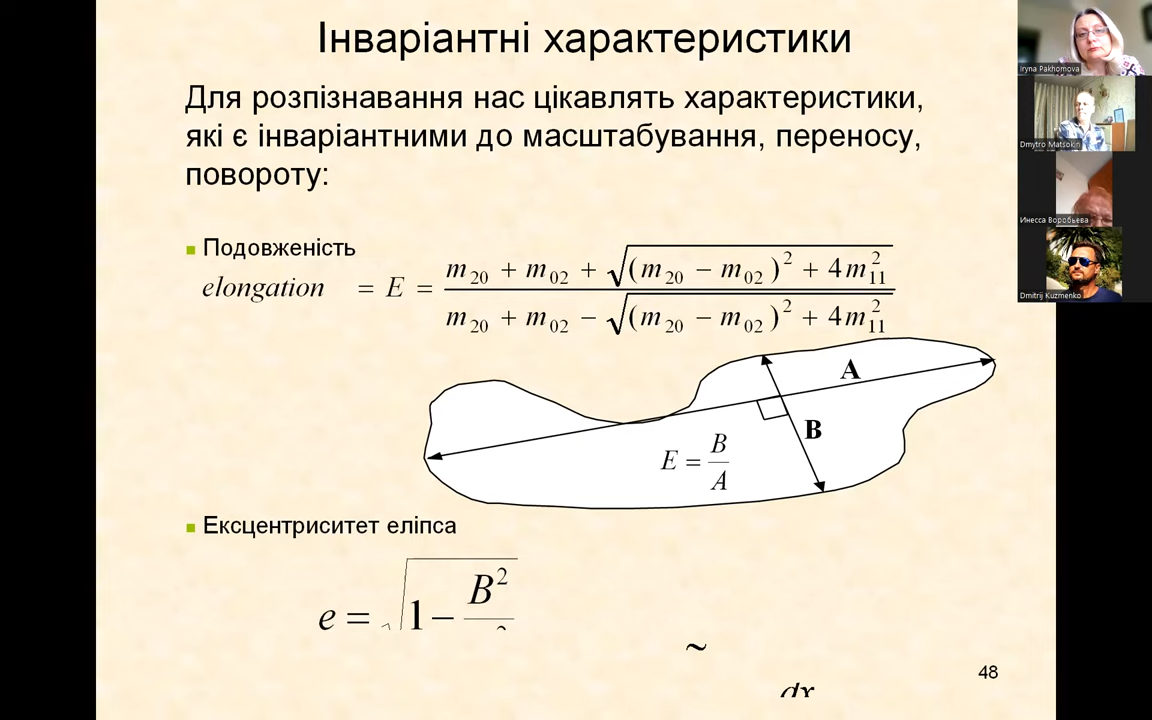 Інваріантні характеристики
Для розпізнавання нас цікавлять характеристики,
які є інваріантними до масштабування, переносу,
повороту:
Подовженість
elongation = E = (m₂₀ + m₀₂ + √((m₂₀ − m₀₂)² + 4m₁₁²)) / (m₂₀ + m₀₂ − √((m₂₀ − m₀₂)² + 4m₁₁²))
A
B
E = B/A
Ексцентриситет еліпса
e = √(1 − B²
~
dx
48
Iryna Pakhomova
Dmytro Matsokin
Инесса Воробьева
Dmitrij Kuzmenko